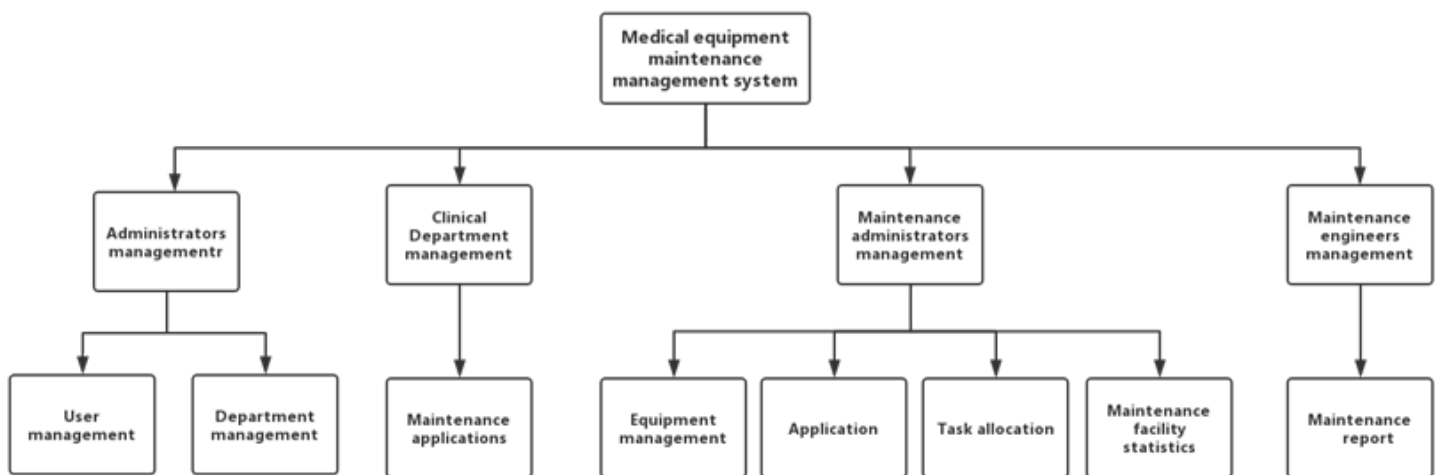 Medical equipment
maintenance
management system
Administrators
managementr
Clinical
Department
management
Maintenance
administrators
management
Maintenance
engineers
management
User
management
Department
management
Maintenance
applications
Equipment
management
Application
Task allocation
Maintenance
facility
statistics
Maintenance
report